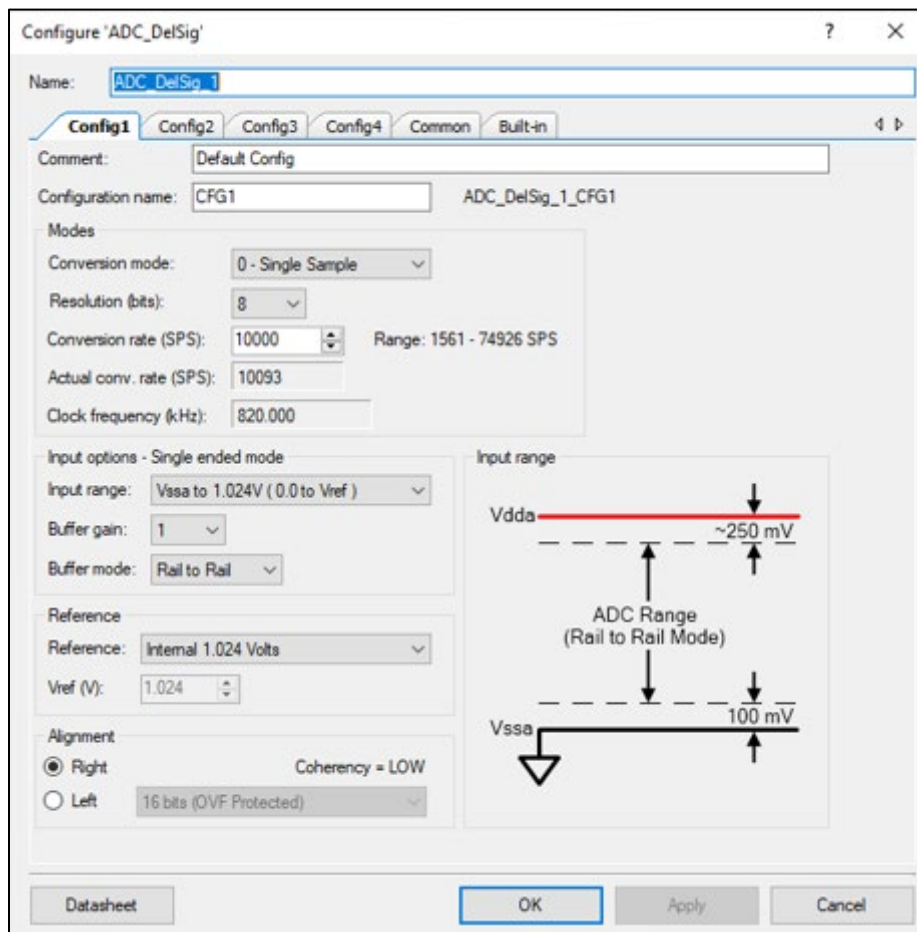 Configure 'ADC_DelSig'
Name: ADC_DelSig_1
Config1 Config2 Config3 Config4 Common Built-in
Comment: Default Config
Configuration name: CFG1 ADC_DelSig_1_CFG1
Modes
Conversion mode: 0 - Single Sample
Resolution (bits): 8
Conversion rate (SPS): 10000 Range: 1561 - 74926 SPS
Actual conv. rate (SPS): 10093
Clock frequency (kHz): 820.000
Input options - Single ended mode
Input range: Vssa to 1.024V ( 0.0 to Vref )
Buffer gain: 1
Buffer mode: Rail to Rail
Reference
Reference: Internal 1.024 Volts
Vref (V): 1.024
Alignment
Right Coherency = LOW
Left 16 bits (OVF Protected)
Input range
Vdda
~250 mV
ADC Range
(Rail to Rail Mode)
100 mV
Vssa
Datasheet OK Apply Cancel